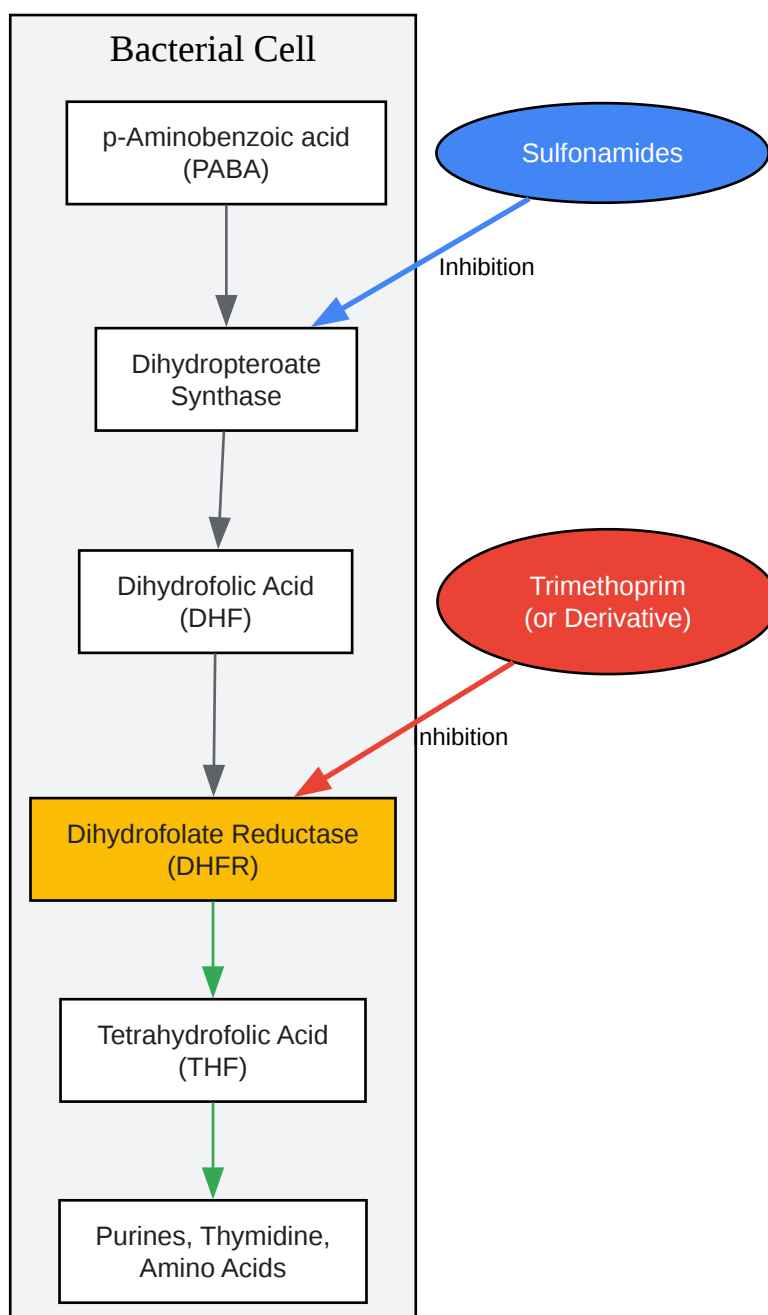 Bacterial Cell
p-Aminobenzoic acid
(PABA)
Sulfonamides
Inhibition
Dihydropteroate
Synthase
Dihydrofolic Acid
(DHF)
Trimethoprim
(or Derivative)
Inhibition
Dihydrofolate Reductase
(DHFR)
Tetrahydrofolic Acid
(THF)
Purines, Thymidine,
Amino Acids